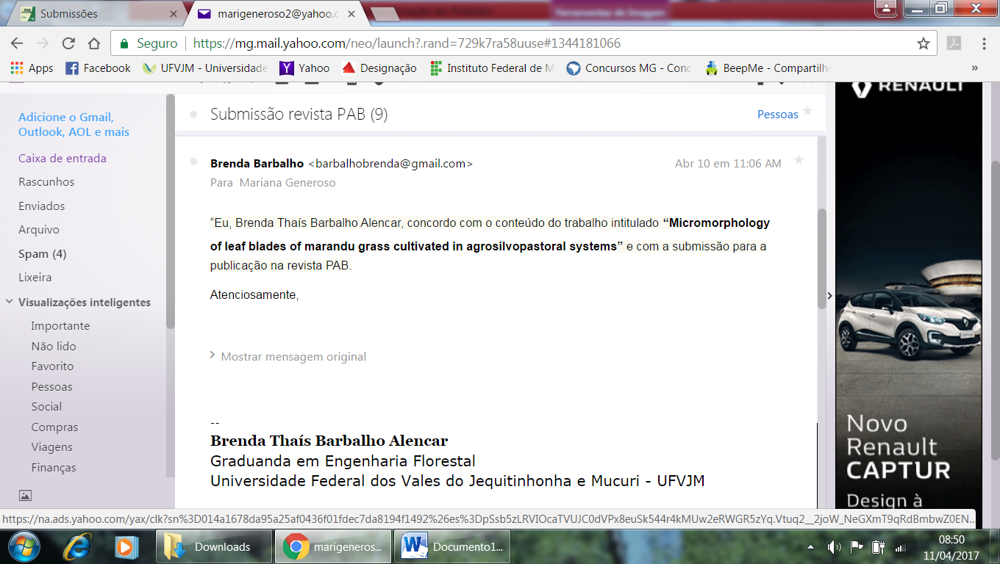 Submissões
marigeneroso2@yahoo.c
Seguro
https://mg.mail.yahoo.com/neo/launch?.rand=729k7ra58uuse#1344181066
Apps
Facebook
UFVJM - Universidade
Yahoo
Designação
Instituto Federal de M
Concursos MG - Conc
BeepMe - Compartilh
»
Adicione o Gmail,
Outlook, AOL e mais
Caixa de entrada
Rascunhos
Enviados
Arquivo
Spam (4)
Lixeira
Visualizações inteligentes
Importante
Não lido
Favorito
Pessoas
Social
Compras
Viagens
Finanças
Submissão revista PAB (9)
Pessoas
Brenda Barbalho <barbalhobrenda@gmail.com>
Abr 10 em 11:06 AM
Para Mariana Generoso
“Eu, Brenda Thaís Barbalho Alencar, concordo com o conteúdo do trabalho intitulado “Micromorphology
of leaf blades of marandu grass cultivated in agrosilvopastoral systems” e com a submissão para a
publicação na revista PAB.
Atenciosamente,
Mostrar mensagem original
--
Brenda Thaís Barbalho Alencar
Graduanda em Engenharia Florestal
Universidade Federal dos Vales do Jequitinhonha e Mucuri - UFVJM
RENAULT
Novo
Renault
CAPTUR
Design à
https://na.ads.yahoo.com/yax/clk?sn%3D014a1678da95a25af0436f01fdec7da8194f1492%26es%3DpSsb5zLRVIOcaTVUJC0dVPx8euSk544r4kMUw2eRWGR5zYq.Vtuq2__2joW_NeGXmT9qRdBmbwZ0EN...
Downloads
marigeneros...
Documento1...
08:50
11/04/2017